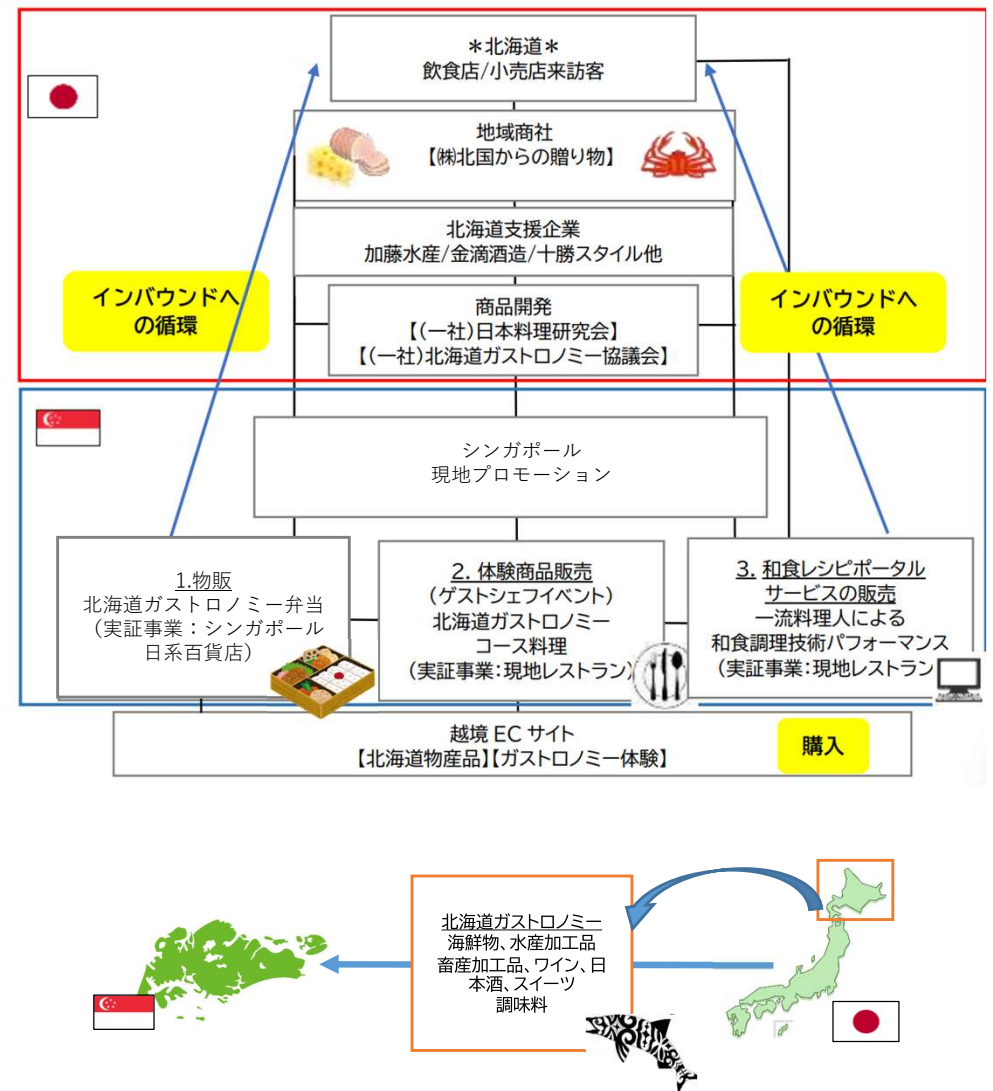 ＊北海道＊
飲食店/小売店来訪客
地域商社
【㈱北国からの贈り物】
北海道支援企業
加藤水産/金滴酒造/十勝スタイル他
インバウンドへ
の循環
商品開発
【(一社)日本料理研究会】
【(一社)北海道ガストロノミー協議会】
インバウンドへ
の循環
シンガポール
現地プロモーション
1.物販
北海道ガストロノミー弁当
（実証事業：シンガポール
日系百貨店）
2. 体験商品販売
(ゲストシェフイベント)
北海道ガストロノミー
コース料理
(実証事業：現地レストラン)
3. 和食レシピポータル
サービスの販売
一流料理人による
和食調理技術パフォーマンス
(実証事業：現地レストラン
越境 EC サイト
【北海道物産品】【ガストロノミー体験】
購入
北海道ガストロノミー
海鮮物、水産加工品
畜産加工品、ワイン、日
本酒、スイーツ
調味料